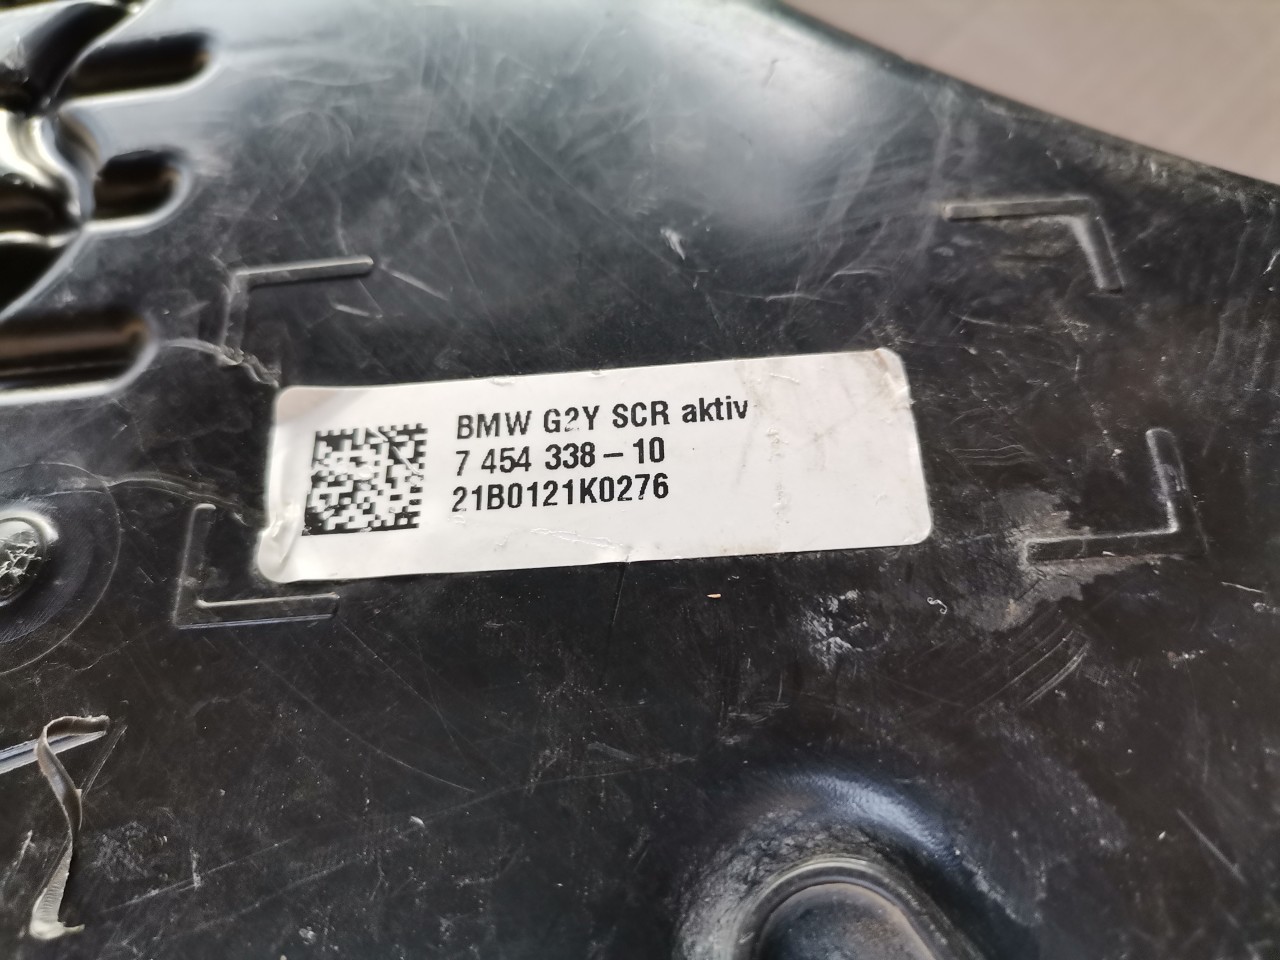 BMW G2Y SCR aktiv
7 454 338 – 10
21B0121K0276